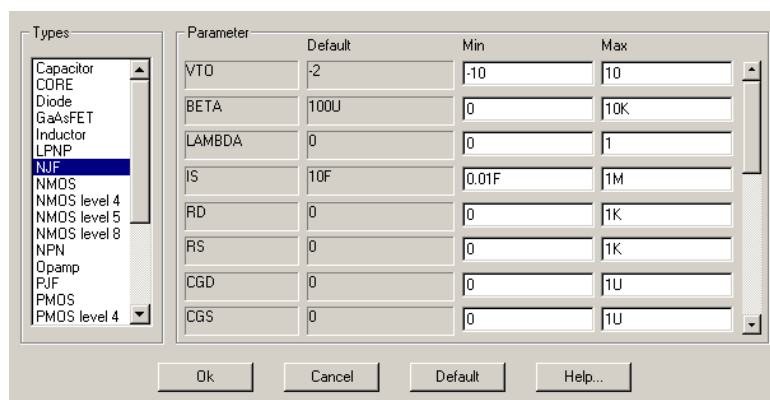 Types
Capacitor
CORE
Diode
GaAsFET
Inductor
LPNP
NJF
NMOS
NMOS level 4
NMOS level 5
NMOS level 8
NPN
Opamp
PJF
PMOS
PMOS level 4
Parameter
Default Min Max
VTO -2 -10 10
BETA 100U 0 10K
LAMBDA 0 0 1
IS 10F 0.01F 1M
RD 0 0 1K
RS 0 0 1K
CGD 0 0 1U
CGS 0 0 1U
Ok Cancel Default Help...